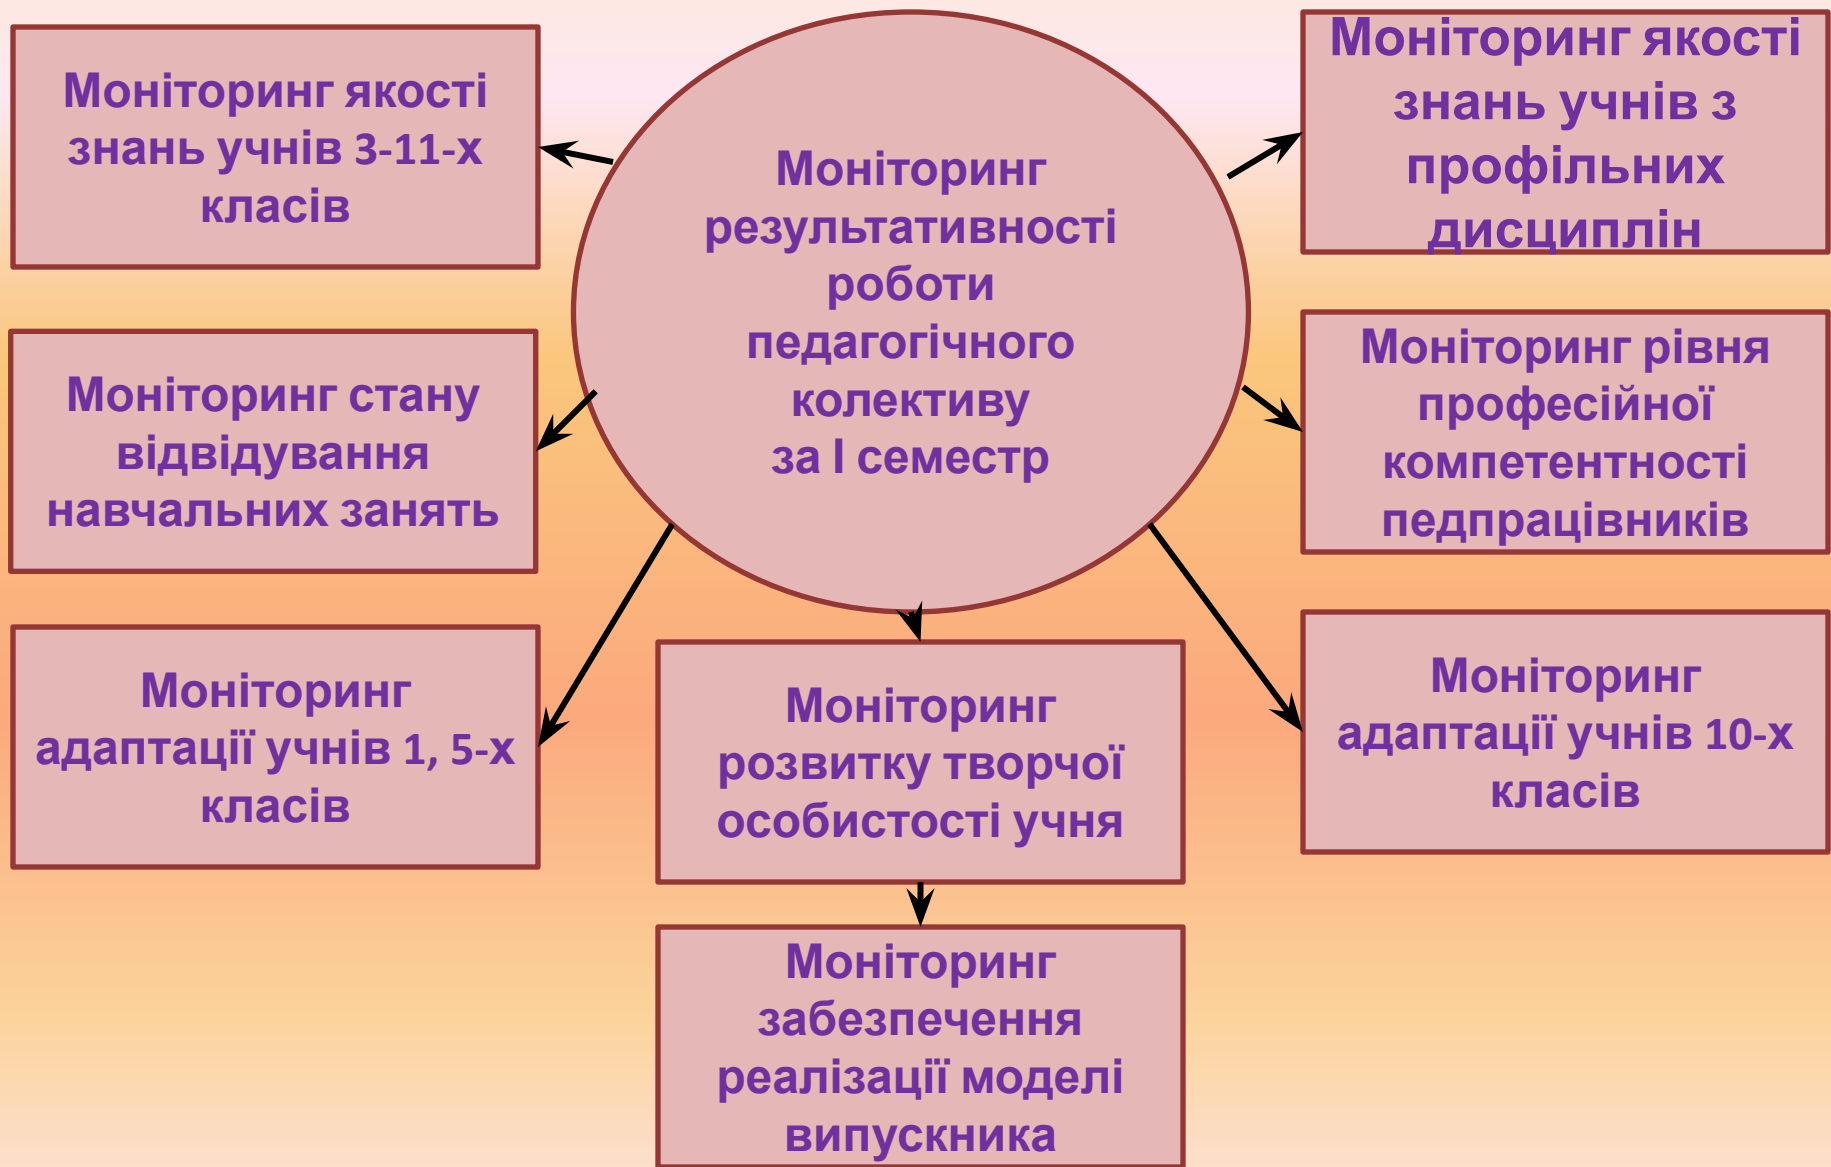 Моніторинг якості
знань учнів 3-11-х
класів
Моніторинг
результативності
роботи
педагогічного
колективу
за І семестр
Моніторинг якості
знань учнів з
профільних
дисциплін
Моніторинг стану
відвідування
навчальних занять
Моніторинг рівня
професійної
компетентності
педпрацівників
Моніторинг
адаптації учнів 1, 5-х
класів
Моніторинг
розвитку творчої
особистості учня
Моніторинг
адаптації учнів 10-х
класів
Моніторинг
забезпечення
реалізації моделі
випускника